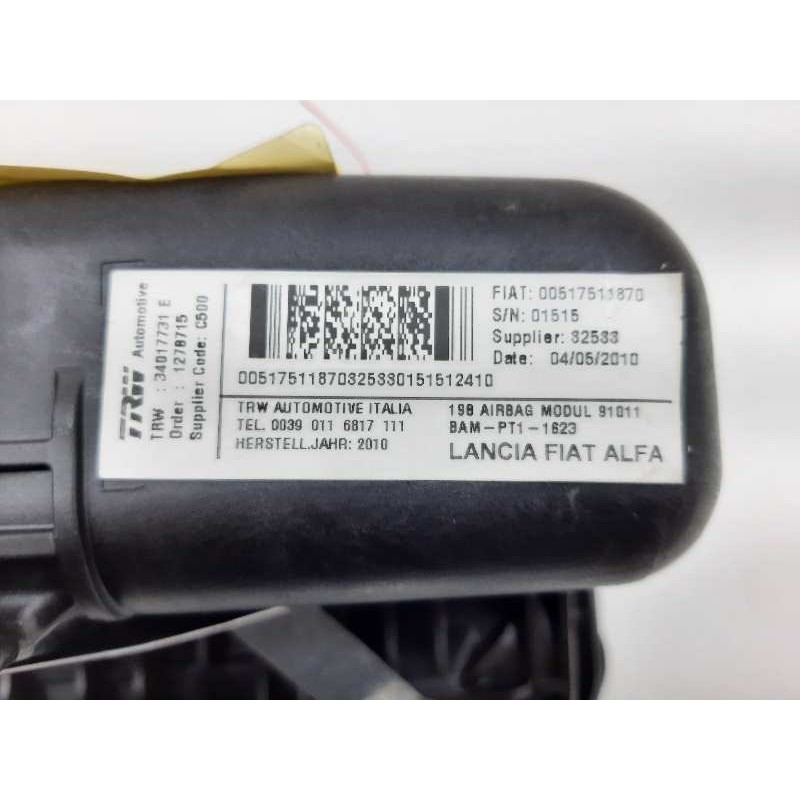 TRW Automotive
TRW : 34017731 E
Order : 1278715
Supplier Code: C500
FIAT: 00517511870
S/N: 01515
Supplier: 32533
Date: 04/05/2010
00517511870325330151512410
TRW AUTOMOTIVE ITALIA
TEL. 0039 011 6817 111
HERSTELL.JAHR: 2010
198 AIRBAG MODUL 91011
BAM-PT1-1623
LANCIA FIAT ALFA